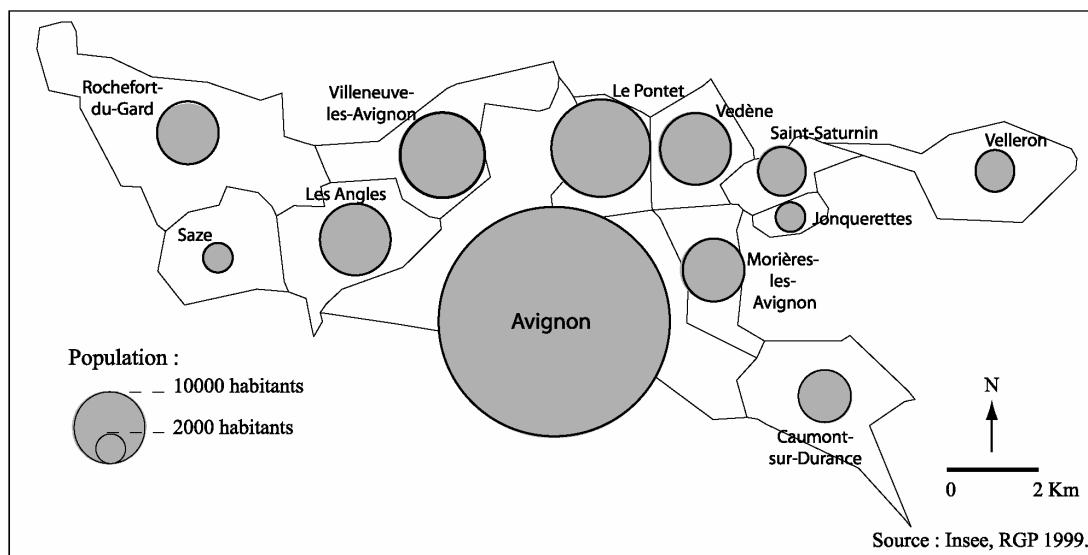 Rochefort-
du-Gard
Villeneuve-
les-Avignon
Le Pontet
Vedène
Saint-Saturnin
Velleron
Les Angles
Saze
Jonquerettes
Morières-
les-
Avignon
Avignon
Population :
10000 habitants
2000 habitants
Caumont-
sur-Durance
N
0 2 Km
Source : Insee, RGP 1999.